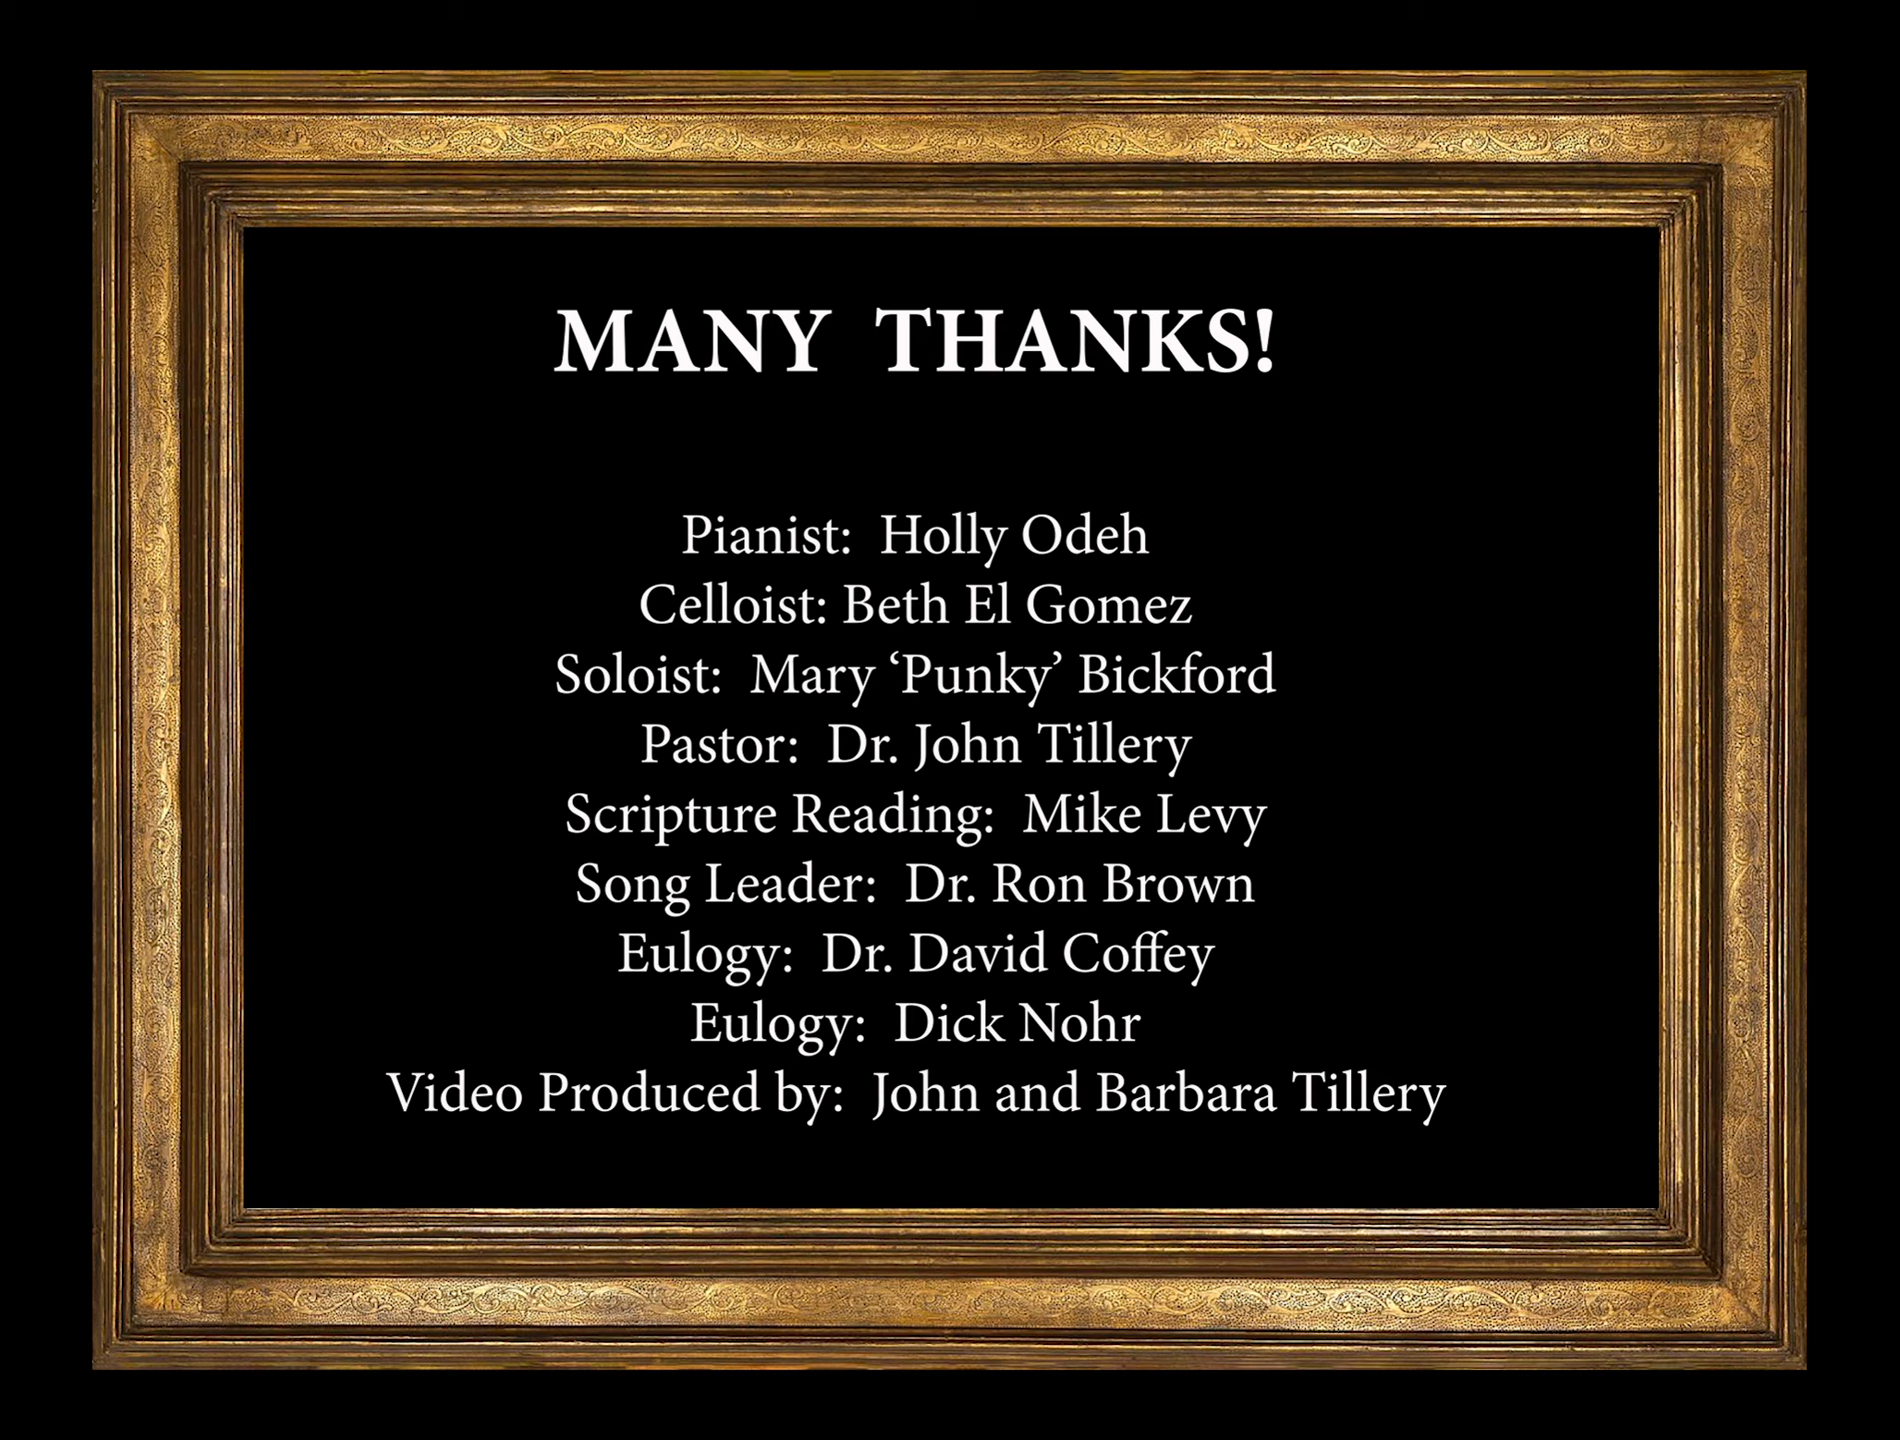 MANY THANKS!
Pianist: Holly Odeh
Celloist: Beth El Gomez
Soloist: Mary ‘Punky’ Bickford
Pastor: Dr. John Tillery
Scripture Reading: Mike Levy
Song Leader: Dr. Ron Brown
Eulogy: Dr. David Coffey
Eulogy: Dick Nohr
Video Produced by: John and Barbara Tillery